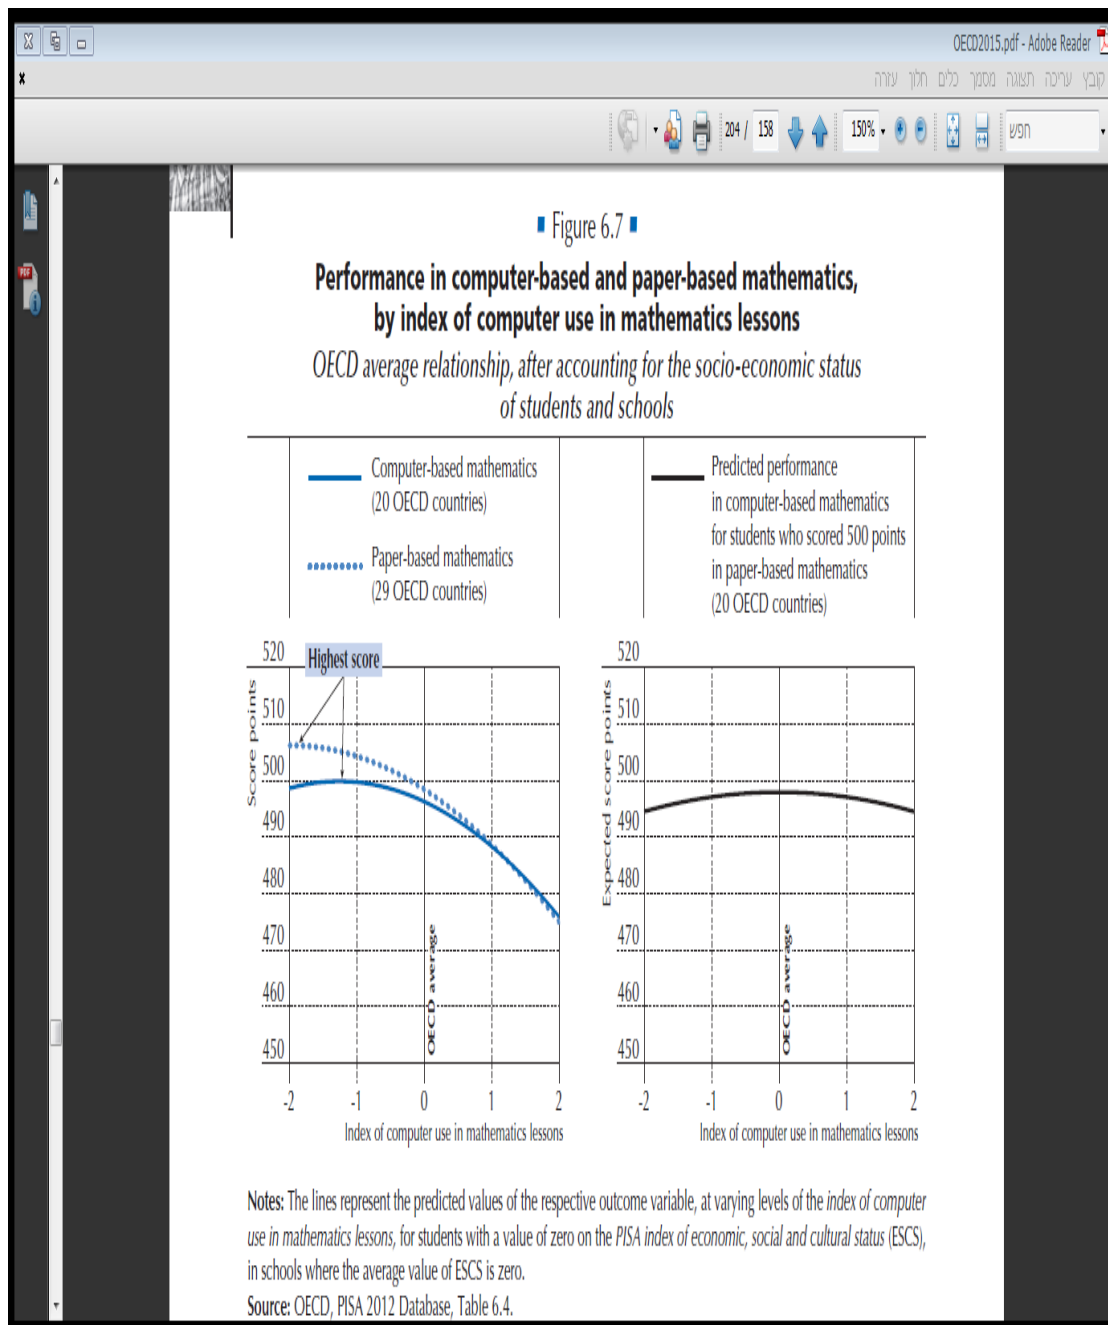 OECD2015.pdf - Adobe Reader
קובץ עריכה תצוגה מסמך כלים חלון עזרה
204 / 158 150% חפש
Figure 6.7
Performance in computer-based and paper-based mathematics,
by index of computer use in mathematics lessons
OECD average relationship, after accounting for the socio-economic status
of students and schools
Computer-based mathematics
(20 OECD countries)
Paper-based mathematics
(29 OECD countries)
Predicted performance
in computer-based mathematics
for students who scored 500 points
in paper-based mathematics
(20 OECD countries)
Highest score
Score points
520
510
500
490
480
470
460
450
OECD average
-2 -1 0 1 2
Index of computer use in mathematics lessons
Expected score points
520
510
500
490
480
470
460
450
OECD average
-2 -1 0 1 2
Index of computer use in mathematics lessons
Notes: The lines represent the predicted values of the respective outcome variable, at varying levels of the index of computer
use in mathematics lessons, for students with a value of zero on the PISA index of economic, social and cultural status (ESCS),
in schools where the average value of ESCS is zero.
Source: OECD, PISA 2012 Database, Table 6.4.